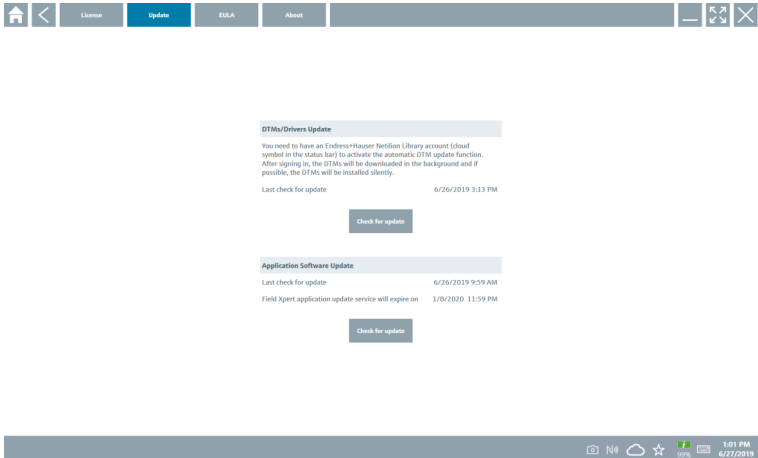 License Update EULA About
DTMs/Drivers Update
You need to have an Endress+Hauser Netilion Library account (cloud
symbol in the status bar) to activate the automatic DTM update function.
After signing in, the DTMs will be downloaded in the background and if
possible, the DTMs will be installed silently.
Last check for update 6/26/2019 3:13 PM
Check for update
Application Software Update
Last check for update 6/26/2019 9:59 AM
Field Xpert application update service will expire on 1/8/2020 11:59 PM
Check for update
99% 1:01 PM
6/27/2019